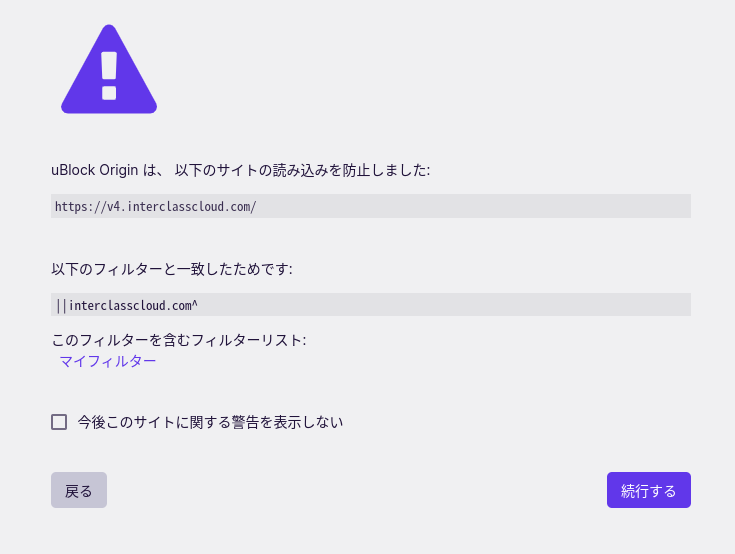 uBlock Origin は、 以下のサイトの読み込みを防止しました:
https://v4.interclasscloud.com/
以下のフィルターと一致したためです:
||interclasscloud.com^
このフィルターを含むフィルターリスト:
マイフィルター
今後このサイトに関する警告を表示しない
戻る
続行する